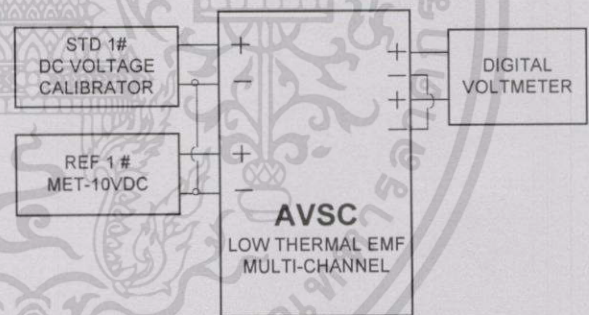 STD 1#
DC VOLTAGE
CALIBRATOR
REF 1 #
MET-10VDC
+
−
+
−
+
−
+
−
AVSC
LOW THERMAL EMF
MULTI-CHANNEL
DIGITAL
VOLTMETER